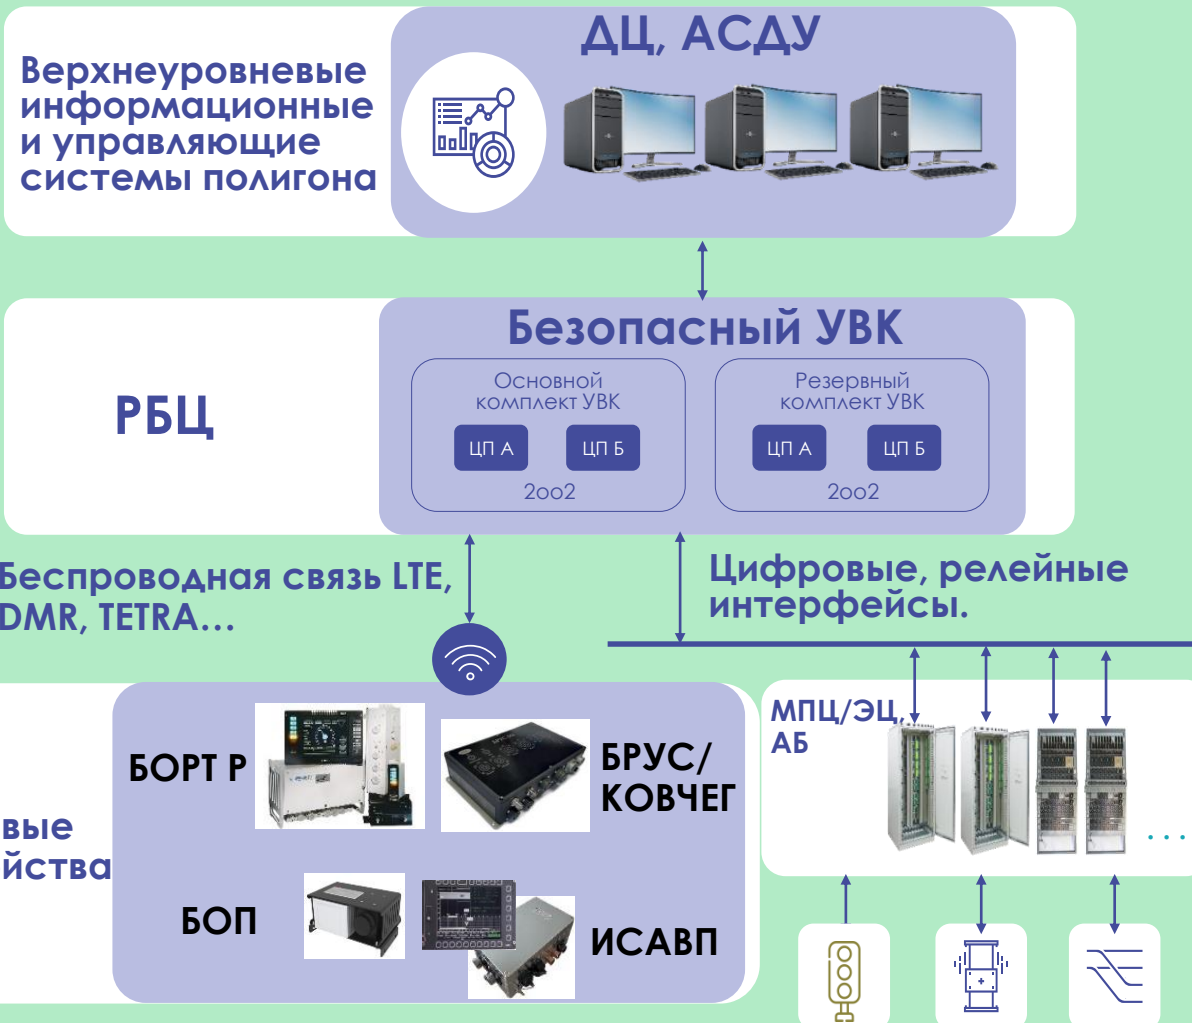 ДЦ, АСДУ
Верхнеуровневые
информационные
и управляющие
системы полигона
Безопасный УВК
Основной
комплект УВК
ЦП А
ЦП Б
2oo2
Резервный
комплект УВК
ЦП А
ЦП Б
2oo2
РБЦ
Беспроводная связь LTE,
DMR, TETRA...
Цифровые, релейные
интерфейсы.
вые
йства
БОРТ Р
БРУС/
КОВЧЕГ
БОП
ИСАВП
МПЦ/ЭЦ,
АБ
...